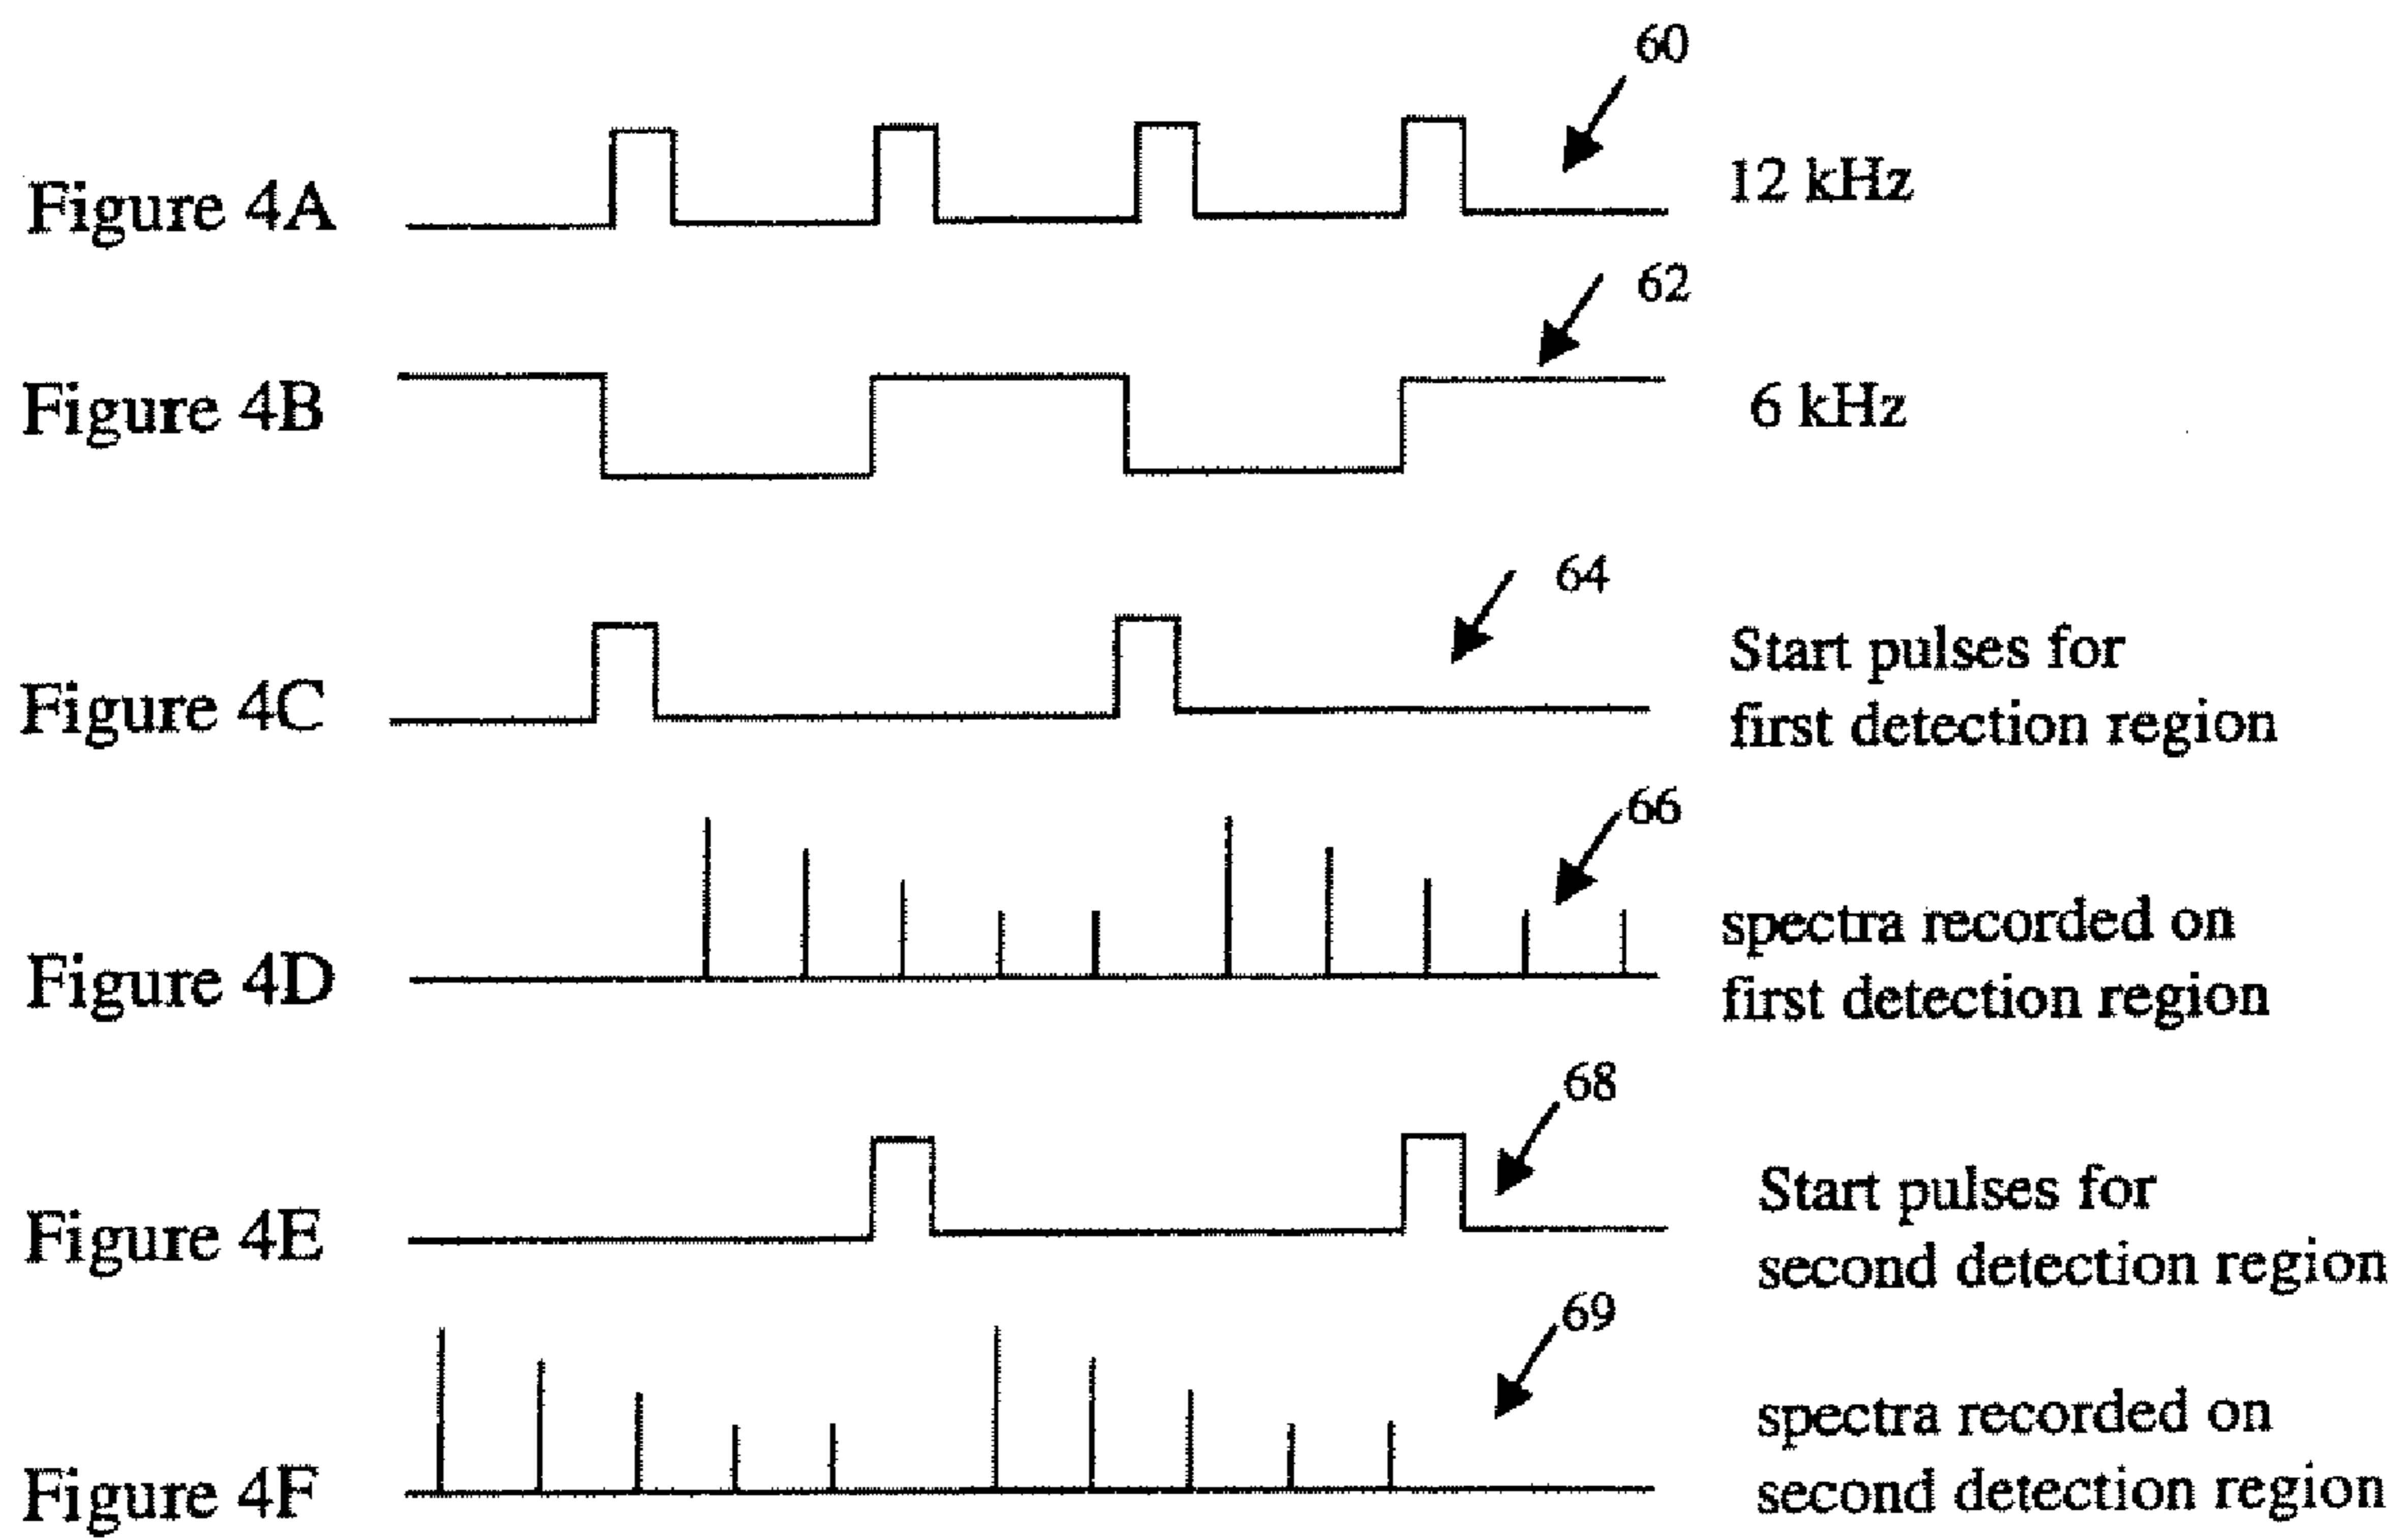 60
Figure 4A
12 kHz
62
Figure 4B
6 kHz
64
Figure 4C
Start pulses for
first detection region
66
Figure 4D
spectra recorded on
first detection region
68
Figure 4E
Start pulses for
second detection region
69
Figure 4F
spectra recorded on
second detection region